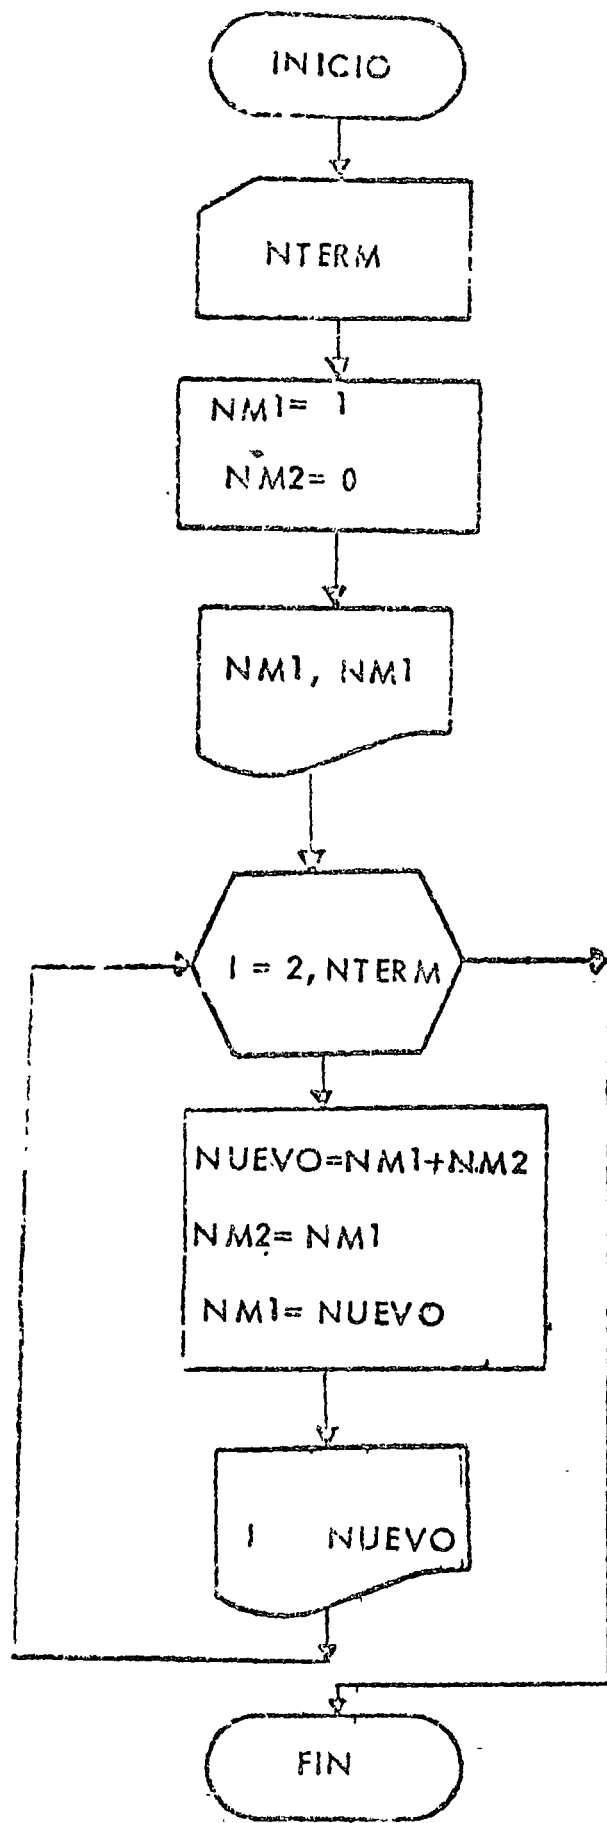 INICIO
NTERM
NM1= 1
NM2= 0
NM1, NM1
I = 2, NTERM
NUEVO=NM1+NM2
NM2= NM1
NM1= NUEVO
I NUEVO
FIN